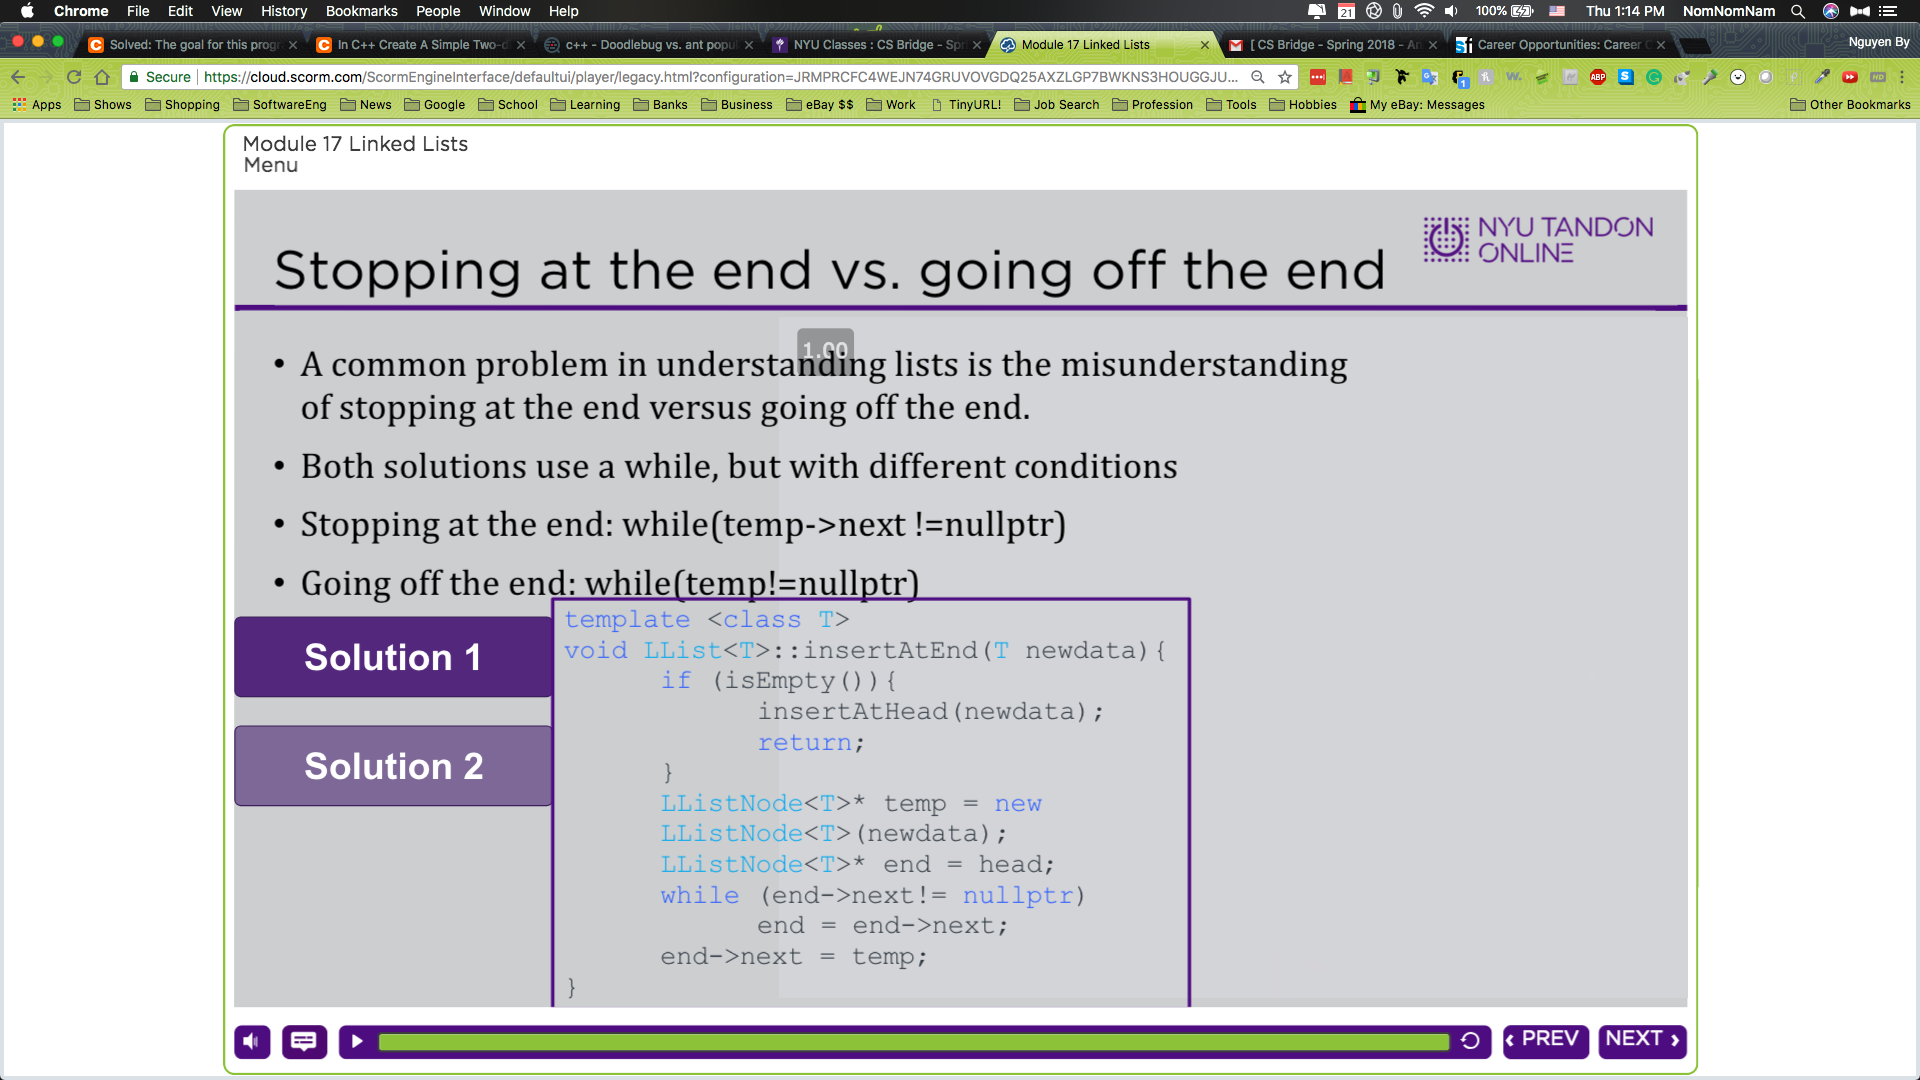 Chrome File Edit View History Bookmarks People Window Help 21 100% Thu 1:14 PM NomNomNam
Solved: The goal for this progr
In C++ Create A Simple Two-d
c++ - Doodlebug vs. ant popul
NYU Classes : CS Bridge - Spr
Module 17 Linked Lists
[CS Bridge - Spring 2018 - An
Career Opportunities: Career C
Nguyen By
Secure | https://cloud.scorm.com/ScormEngineInterface/defaultui/player/legacy.html?configuration=JRMPRCFC4WEJN74GRUVOVGDQ25AXZLGP7BWKNS3HOUGGJU...
Apps Shows Shopping SoftwareEng News Google School Learning Banks Business eBay $$ Work TinyURL! Job Search Profession Tools Hobbies My eBay: Messages Other Bookmarks
Module 17 Linked Lists
Menu
NYU TANDON
ONLINE
Stopping at the end vs. going off the end
1.00
• A common problem in understanding lists is the misunderstanding
of stopping at the end versus going off the end.
• Both solutions use a while, but with different conditions
• Stopping at the end: while(temp->next !=nullptr)
• Going off the end: while(temp!=nullptr)
Solution 1
Solution 2
template <class T>
void LList<T>::insertAtEnd(T newdata){
if (isEmpty()){
insertAtHead(newdata);
return;
}
LListNode<T>* temp = new
LListNode<T>(newdata);
LListNode<T>* end = head;
while (end->next!= nullptr)
end = end->next;
end->next = temp;
}
PREV
NEXT